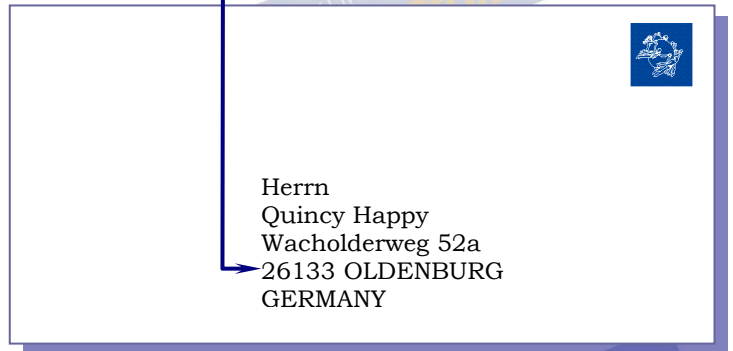 Herrn
Quincy Happy
Wacholderweg 52a
26133 OLDENBURG
GERMANY